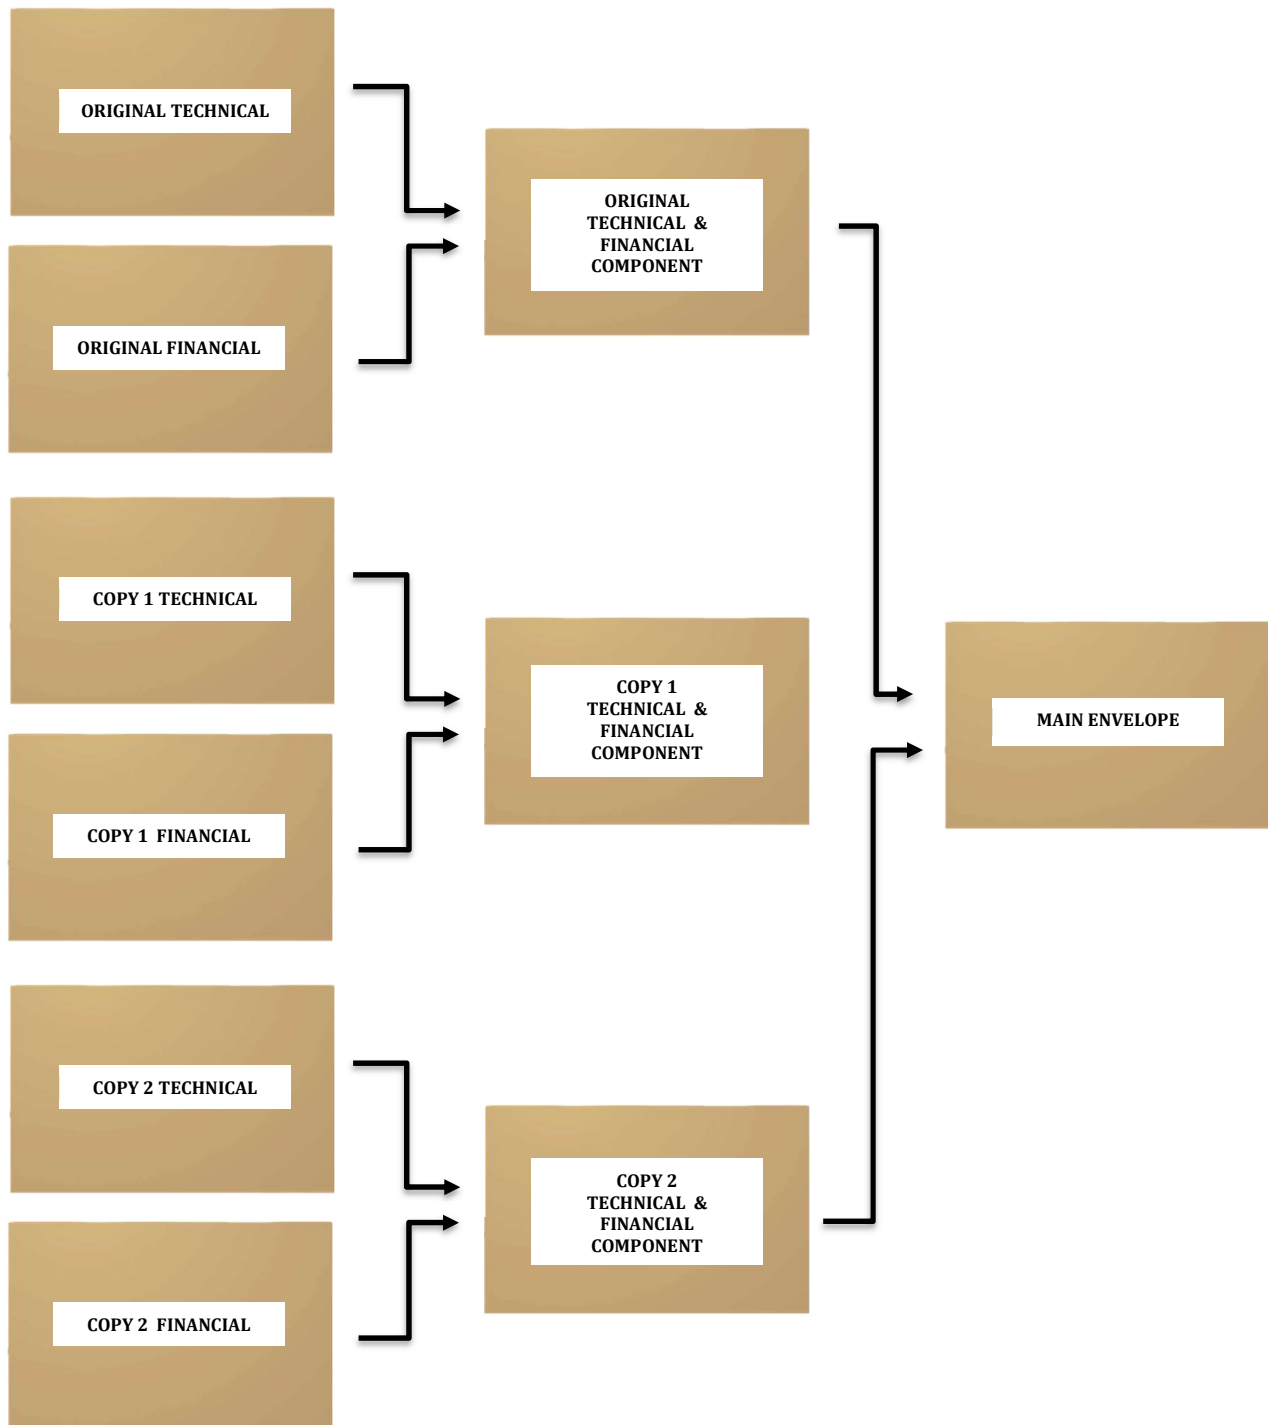 ORIGINAL TECHNICAL
ORIGINAL FINANCIAL
ORIGINAL
TECHNICAL &
FINANCIAL
COMPONENT
COPY 1 TECHNICAL
COPY 1 FINANCIAL
COPY 1
TECHNICAL &
FINANCIAL
COMPONENT
COPY 2 TECHNICAL
COPY 2 FINANCIAL
COPY 2
TECHNICAL &
FINANCIAL
COMPONENT
MAIN ENVELOPE